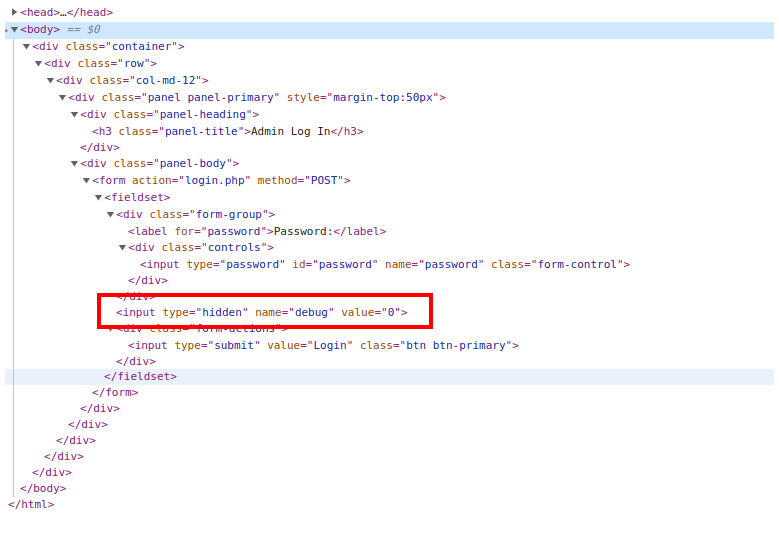 <head>…</head>
<body> == $0
<div class="container">
<div class="row">
<div class="col-md-12">
<div class="panel panel-primary" style="margin-top:50px">
<div class="panel-heading">
<h3 class="panel-title">Admin Log In</h3>
</div>
<div class="panel-body">
<form action="login.php" method="POST">
<fieldset>
<div class="form-group">
<label for="password">Password:</label>
<div class="controls">
<input type="password" id="password" name="password" class="form-control">
</div>
</div>
<input type="hidden" name="debug" value="0">
<div class="form-actions">
<input type="submit" value="Login" class="btn btn-primary">
</div>
</fieldset>
</form>
</div>
</div>
</div>
</div>
</div>
</body>
</html>